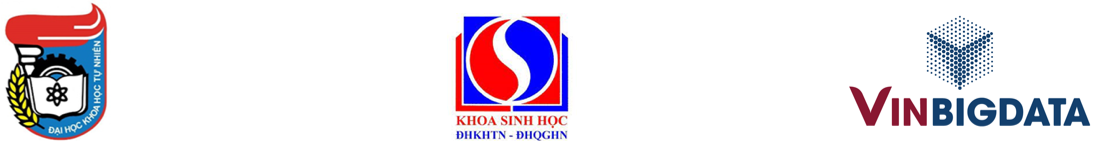 ĐẠI HỌC KHOA HỌC TỰ NHIÊN
KHOA SINH HỌC
ĐHKHTN - ĐHQGHN
VINBIGDATA